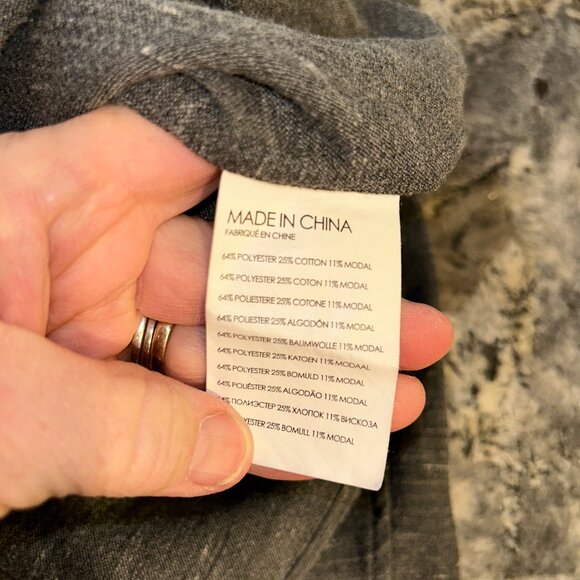 MADE IN CHINA
FABRIQUÉ EN CHINE
64% POLYESTER 25% COTTON 11% MODAL
64% POLYESTER 25% COTON 11% MODAL
64% POLIESTERE 25% COTONE 11% MODAL
64% POLIESTER 25% ALGODÓN 11% MODAL
64% POLYESTER 25% BAUMWOLLE 11% MODAL
64% POLYESTER 25% KATOEN 11% MODAAL
64% POLYESTER 25% BOMULD 11% MODAL
64% POLIÉSTER 25% ALGODÃO 11% MODAL
64% ПОЛИЭСТЕР 25% ХЛОПОК 11% ВИСКОЗА
POLYESTER 25% BOMULL 11% MODAL